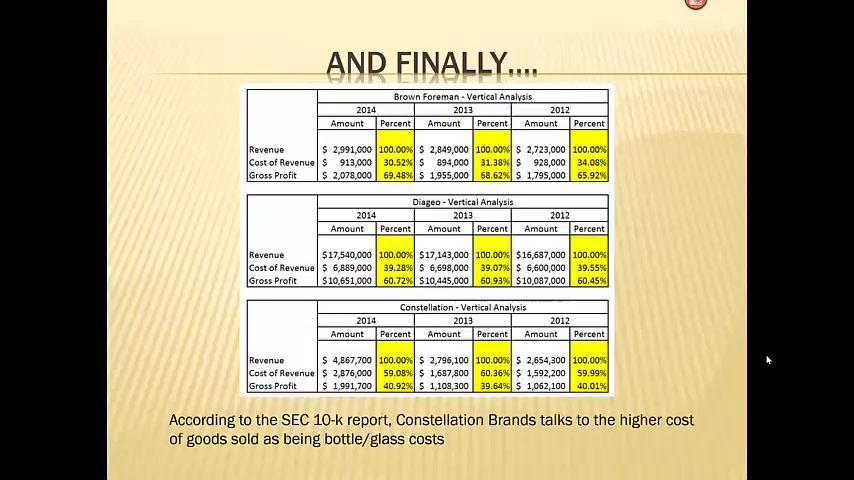 AND FINALLY....
Brown Foreman - Vertical Analysis
2014 2013 2012
Amount Percent Amount Percent Amount Percent
Revenue $ 2,991,000 100.00% $ 2,849,000 100.00% $ 2,723,000 100.00%
Cost of Revenue $ 913,000 30.52% $ 894,000 31.38% $ 928,000 34.08%
Gross Profit $ 2,078,000 69.48% $ 1,955,000 68.62% $ 1,795,000 65.92%
Diageo - Vertical Analysis
2014 2013 2012
Amount Percent Amount Percent Amount Percent
Revenue $17,540,000 100.00% $17,143,000 100.00% $16,687,000 100.00%
Cost of Revenue $ 6,889,000 39.28% $ 6,698,000 39.07% $ 6,600,000 39.55%
Gross Profit $10,651,000 60.72% $10,445,000 60.93% $10,087,000 60.45%
Constellation - Vertical Analysis
2014 2013 2012
Amount Percent Amount Percent Amount Percent
Revenue $ 4,867,700 100.00% $ 2,796,100 100.00% $ 2,654,300 100.00%
Cost of Revenue $ 2,876,000 59.08% $ 1,687,800 60.36% $ 1,592,200 59.99%
Gross Profit $ 1,991,700 40.92% $ 1,108,300 39.64% $ 1,062,100 40.01%
According to the SEC 10-k report, Constellation Brands talks to the higher cost
of goods sold as being bottle/glass costs